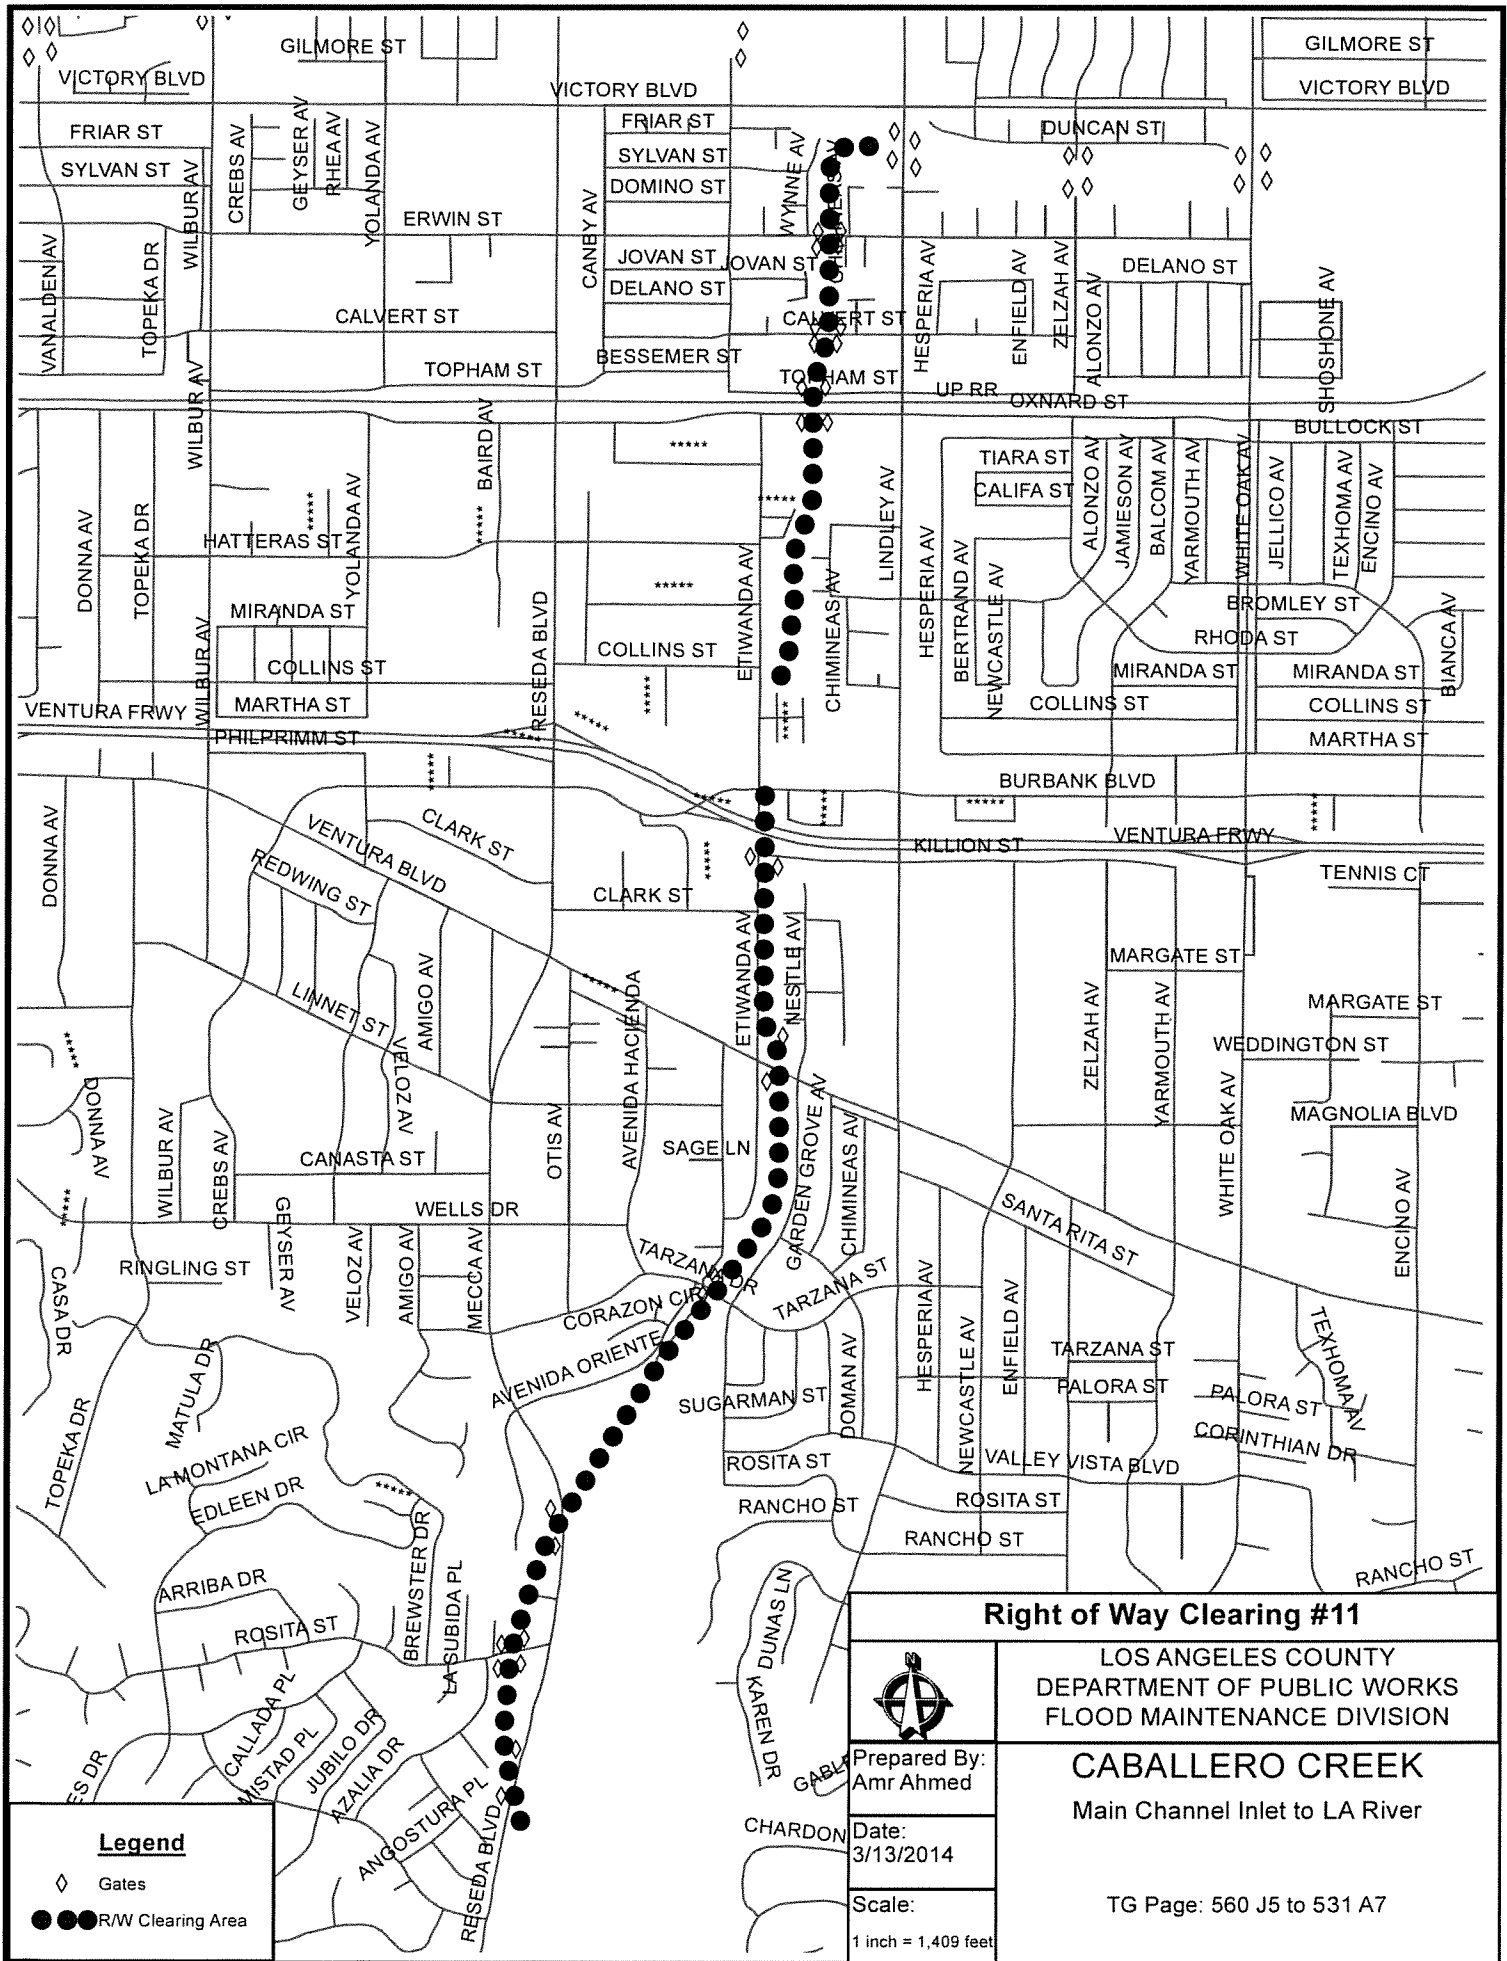 GILMORE ST
GILMORE ST
VICTORY BLVD
VICTORY BLVD
VICTORY BLVD
FRIAR ST
FRIAR ST
DUNCAN ST
SYLVAN ST
SYLVAN ST
DOMINO ST
CREBS AV
GEYSER AV
RHEA AV
YOLANDA AV
WILBUR AV
WYNNE AV
ERWIN ST
CANBY AV
VANALDEN AV
TOPEKA DR
JOVAN ST
JOVAN ST
DELANO ST
DELANO ST
HESPERIA AV
ENFIELD AV
ZELZAH AV
ALONZO AV
SHOSHONE AV
CALVERT ST
CALVERT ST
BESSEMER ST
TOPHAM ST
TOPHAM ST
UP RR
OXNARD ST
BULLOCK ST
WILBUR AV
BAIRD AV
*****
*****
TIARA ST
CALIFA ST
LINDLEY AV
ALONZO AV
JAMIESON AV
BALCOM AV
YARMOUTH AV
WHITE OAK AV
JELLICO AV
TEXHOMA AV
ENCINO AV
DONNA AV
TOPEKA DR
*****
YOLANDA AV
*****
HATTERAS ST
ETIWANDA AV
CHIMINEAS AV
HESPERIA AV
BERTRAND AV
NEWCASTLE AV
*****
MIRANDA ST
BROMLEY ST
RHODA ST
BIANCA AV
WILBUR AV
RESEDA BLVD
COLLINS ST
COLLINS ST
MIRANDA ST
MIRANDA ST
MARTHA ST
COLLINS ST
COLLINS ST
VENTURA FRWY
PHILPRIMM ST
*****
*****
*****
*****
MARTHA ST
*****
BURBANK BLVD
*****
*****
*****
*****
DONNA AV
VENTURA BLVD
CLARK ST
KILLION ST
VENTURA FRWY
REDWING ST
*****
TENNIS CT
CLARK ST
ETIWANDA AV
NESTLE AV
MARGATE ST
LINNET ST
AMIGO AV
*****
AVENIDA HACIENDA
ZELZAH AV
YARMOUTH AV
MARGATE ST
*****
VELOZ AV
WEDDINGTON ST
DONNA AV
WILBUR AV
CREBS AV
OTIS AV
SAGE LN
GARDEN GROVE AV
CHIMINEAS AV
MAGNOLIA BLVD
WHITE OAK AV
CANASTA ST
*****
ENCINO AV
WELLS DR
SANTA RITA ST
GEYSER AV
VELOZ AV
AMIGO AV
MECCA AV
RINGLING ST
TARZANA DR
TARZANA ST
CASA DR
CORAZON CIR
HESPERIA AV
ENFIELD AV
NEWCASTLE AV
TEXHOMA AV
MATULA DR
AVENIDA ORIENTE
TARZANA ST
DOMAN AV
PALORA ST
PALORA ST
SUGARMAN ST
TOPEKA DR
LA MONTANA CIR
CORINTHIAN DR
ROSITA ST
VALLEY VISTA BLVD
EDLEEN DR
*****
RANCHO ST
ROSITA ST
BREWSTER DR
RANCHO ST
RANCHO ST
ARRIBA DR
LA SUBIDA PL
DUNAS LN
ROSITA ST
KAREN DR
CALLADA PL
MISTAD PL
JUBILO DR
AZALIA DR
ES DR
ANGOSTURA PL
GABLE
RESEDA BLVD
CHARDON
Right of Way Clearing #11
N
LOS ANGELES COUNTY
DEPARTMENT OF PUBLIC WORKS
FLOOD MAINTENANCE DIVISION
Prepared By:
Amr Ahmed
CABALLERO CREEK
Main Channel Inlet to LA River
Date:
3/13/2014
TG Page: 560 J5 to 531 A7
Scale:
1 inch = 1,409 feet
Legend
Gates
R/W Clearing Area